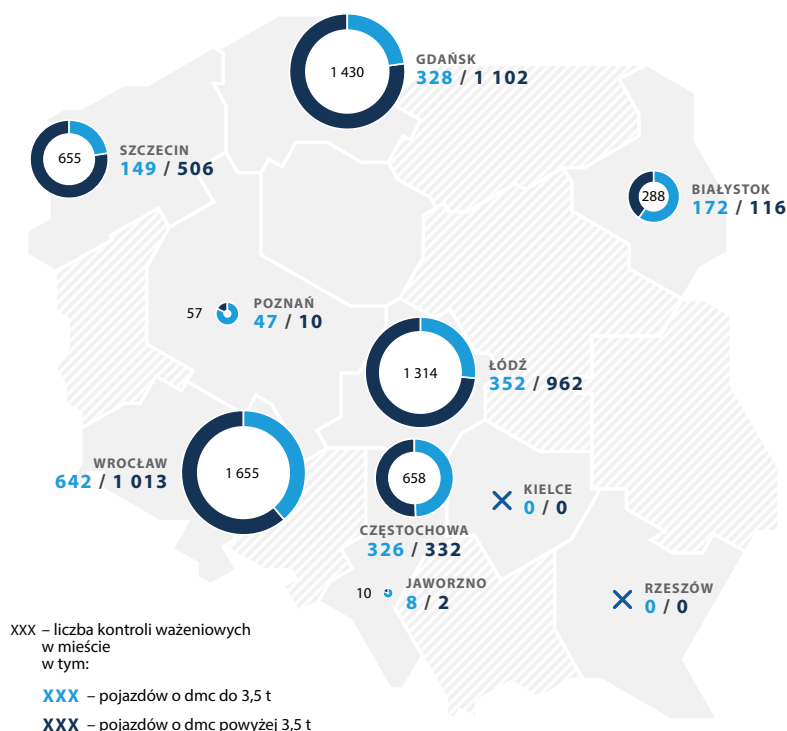 1 430
GDAŃSK
328 / 1 102
655
SZCZECIN
149 / 506
288
BIAŁYSTOK
172 / 116
57
POZNAŃ
47 / 10
1 314
ŁÓDŹ
352 / 962
WROCŁAW
642 / 1 013
1 655
658
CZĘSTOCHOWA
326 / 332
KIELCE
0 / 0
10
JAWORZNO
8 / 2
RZESZÓW
0 / 0
XXX – liczba kontroli ważeniowych
w mieście
w tym:
XXX – pojazdów o dmc do 3,5 t
XXX – pojazdów o dmc powyżej 3,5 t